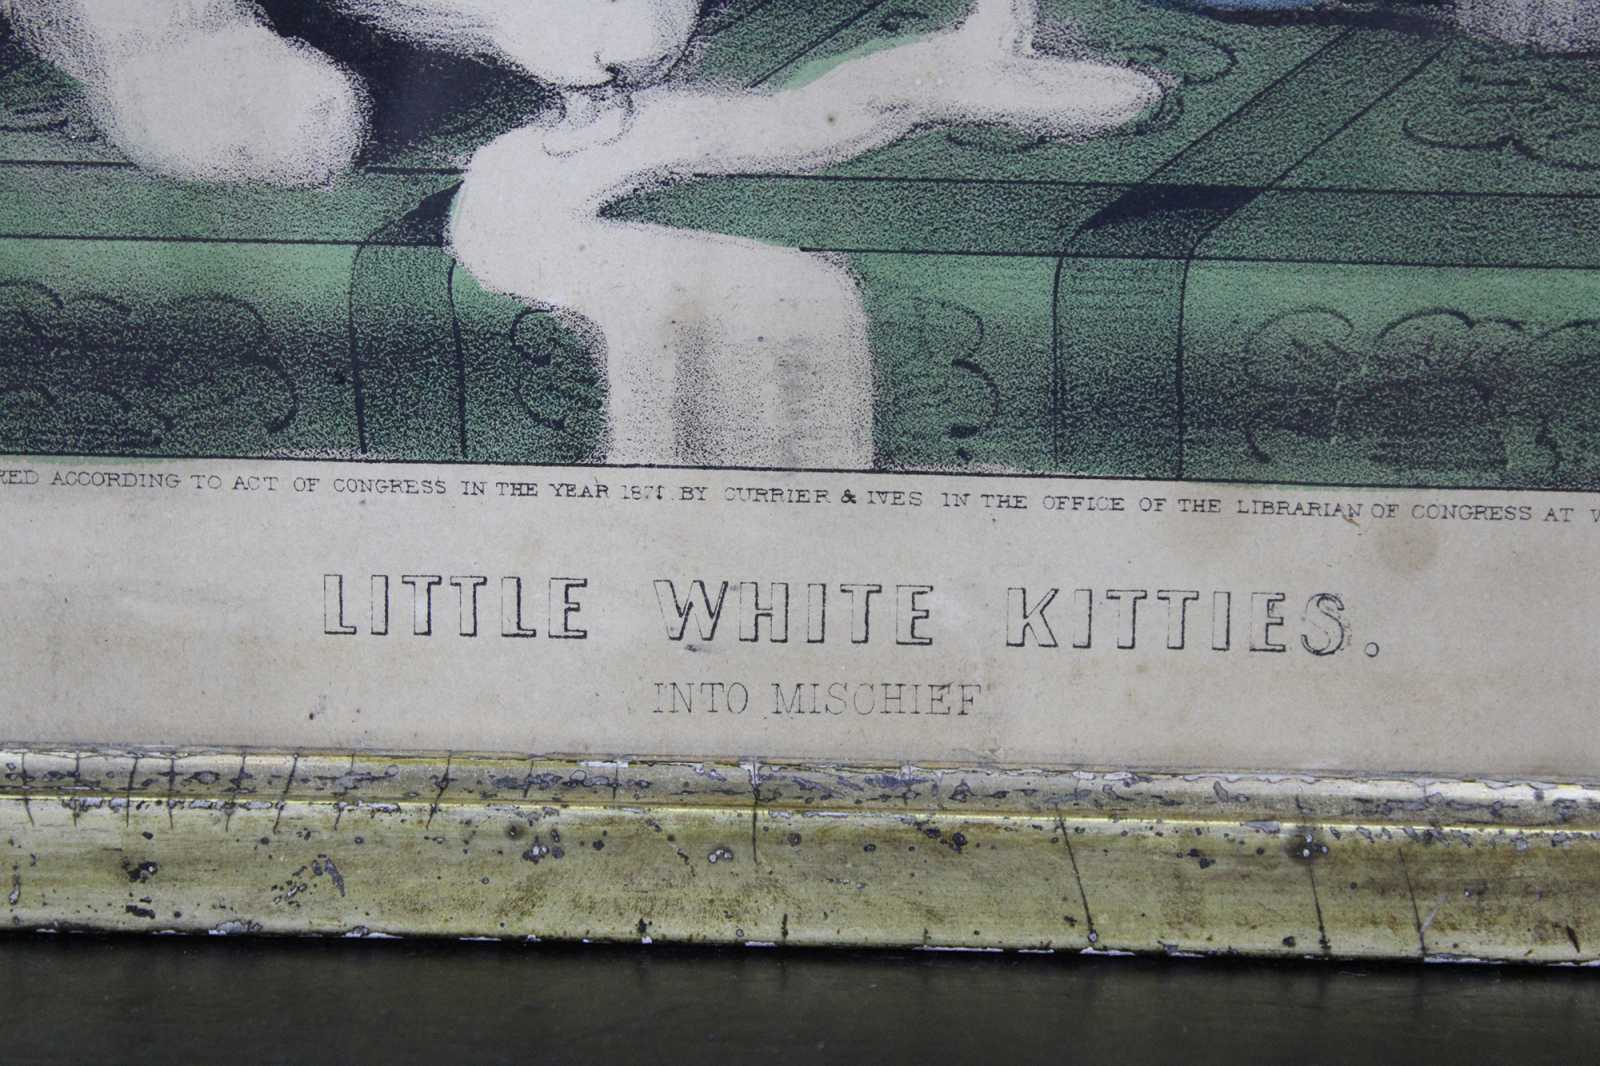 ACCORDING TO ACT OF CONGRESS IN THE YEAR 1871 BY CURRIER & IVES IN THE OFFICE OF THE LIBRARIAN OF CONGRESS AT
LITTLE WHITE KITTIES.
INTO MISCHIEF